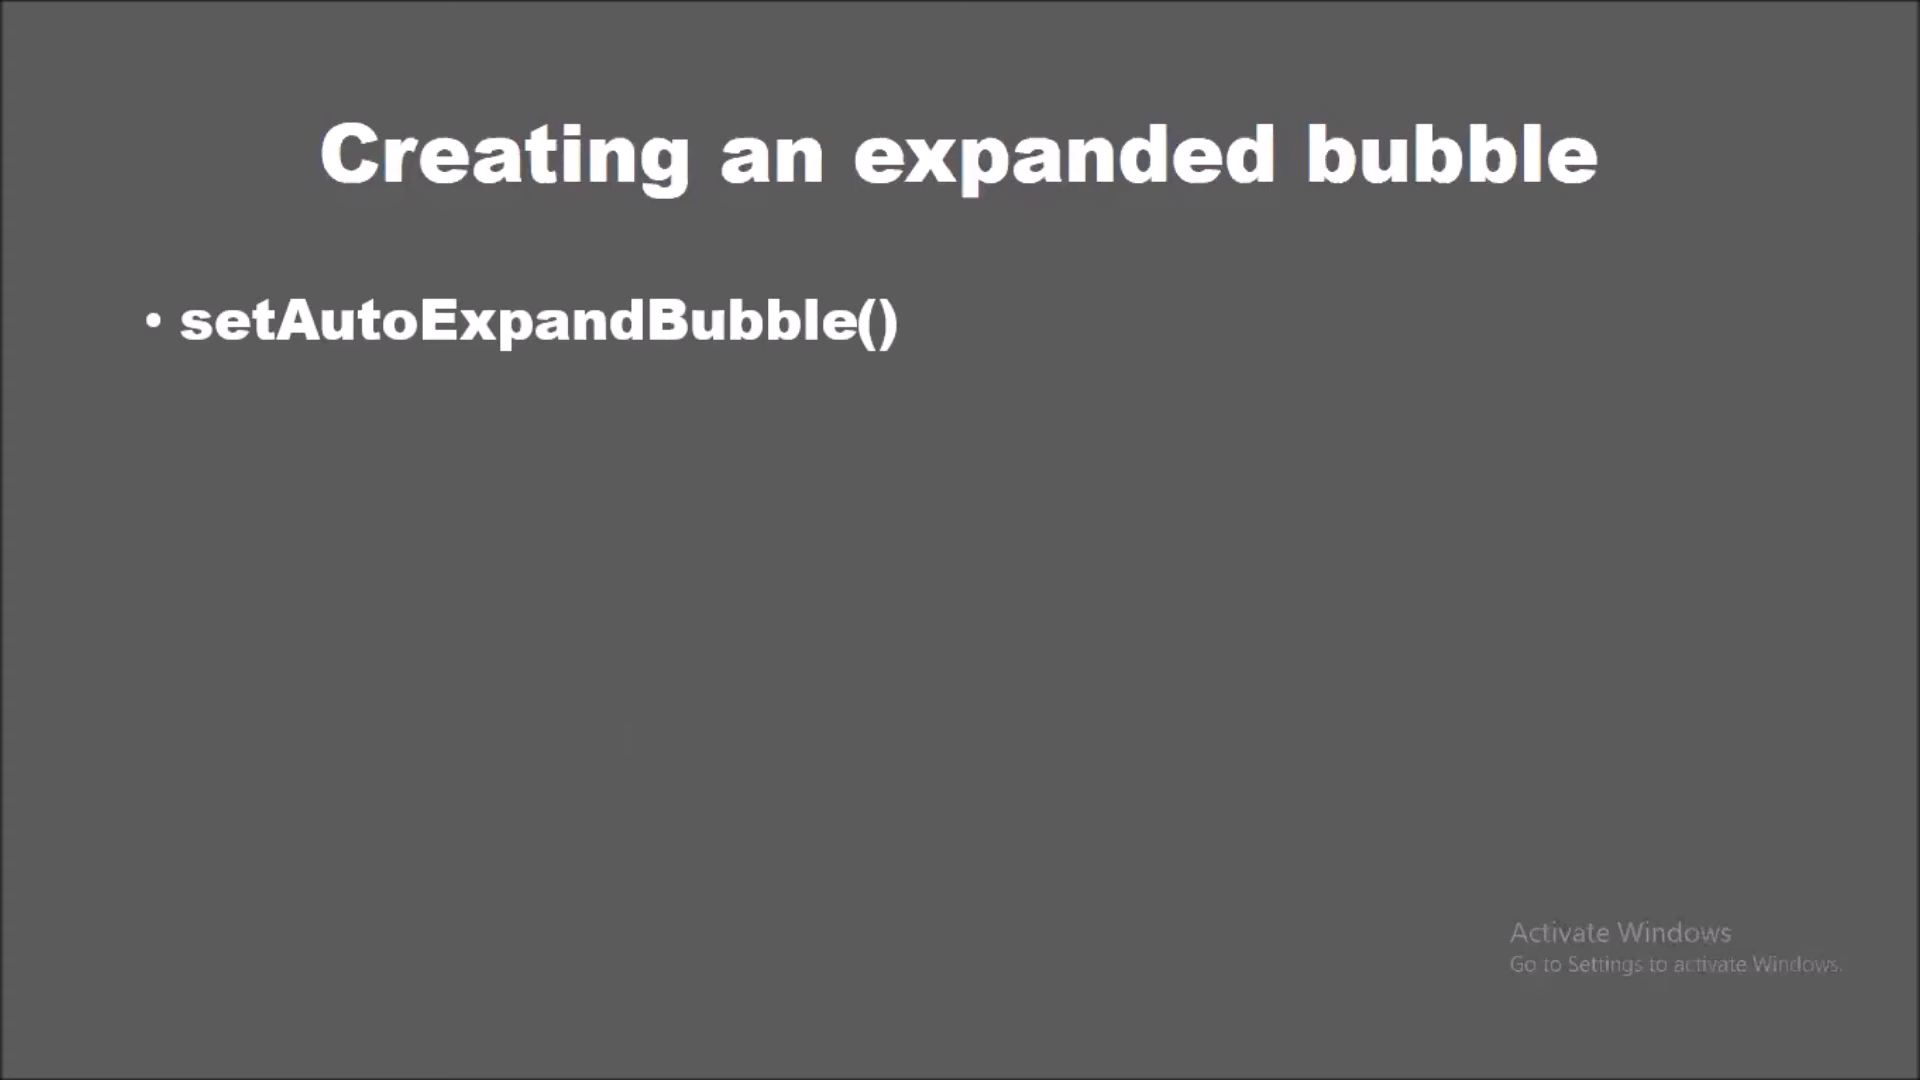 Creating an expanded bubble
• setAutoExpandBubble()
Activate Windows
Go to Settings to activate Windows.